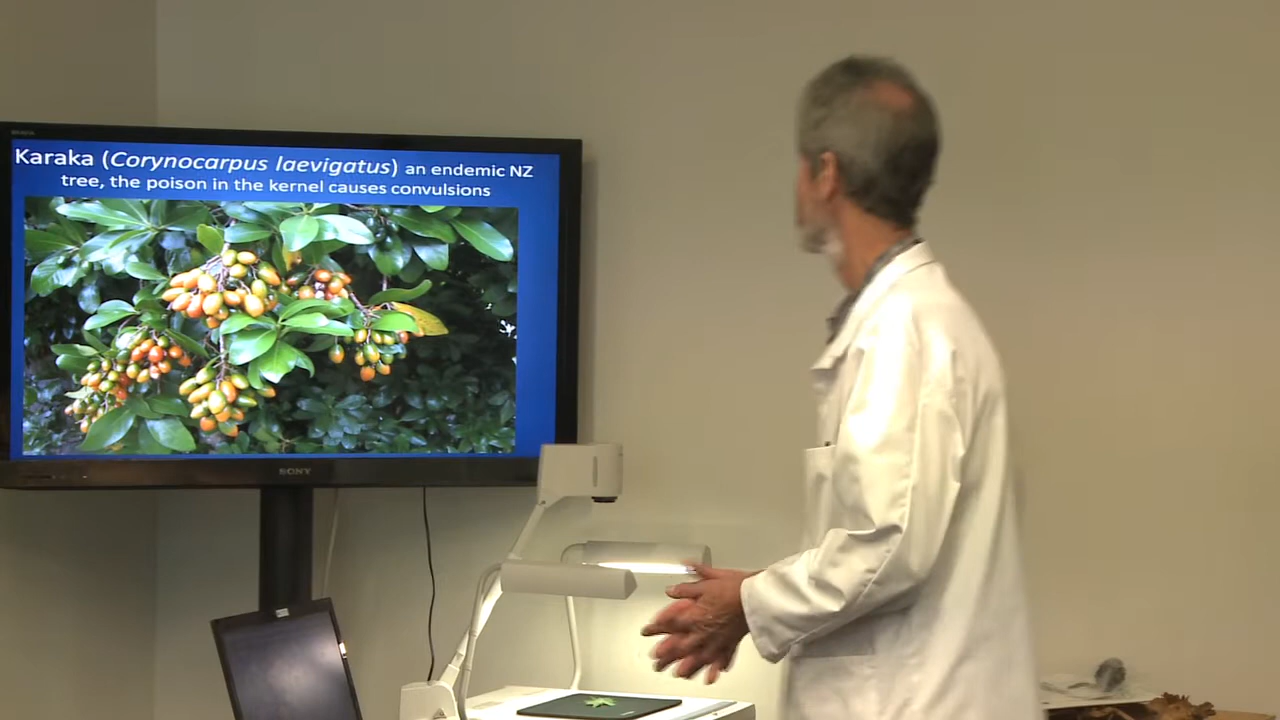 Karaka (Corynocarpus laevigatus) an endemic NZ
tree, the poison in the kernel causes convulsions
SONY